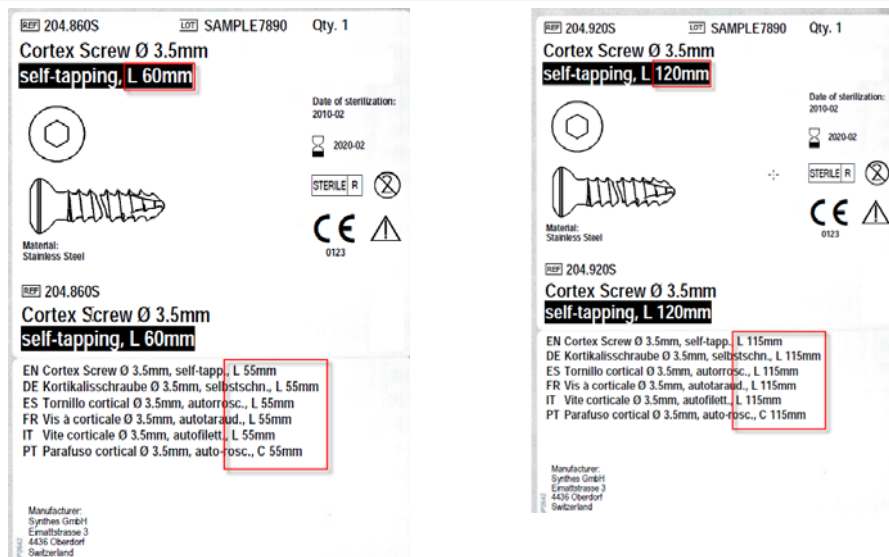 REF 204.860S LOT SAMPLE7890 Qty. 1
Cortex Screw Ø 3.5mm
self-tapping, L 60mm
Date of sterilization:
2010-02
2020-02
STERILE R
2
CE
0123
Material:
Stainless Steel
REF 204.860S
Cortex Screw Ø 3.5mm
self-tapping, L 60mm
EN Cortex Screw Ø 3.5mm, self-tapp., L 55mm
DE Kortikalisschraube Ø 3.5mm, selbstschn., L 55mm
ES Tornillo cortical Ø 3.5mm, autorrosc., L 55mm
FR Vis à corticale Ø 3.5mm, autotaraud., L 55mm
IT Vite corticale Ø 3.5mm, autofilett., L 55mm
PT Parafuso cortical Ø 3.5mm, auto-rosc., C 55mm
Manufacturer:
Synthes GmbH
Eimattstrasse 3
4436 Oberdorf
Switzerland
REF 204.920S LOT SAMPLE7890 Qty. 1
Cortex Screw Ø 3.5mm
self-tapping, L 120mm
Date of sterilization:
2010-02
2020-02
STERILE R
2
CE
0123
Material:
Stainless Steel
REF 204.920S
Cortex Screw Ø 3.5mm
self-tapping, L 120mm
EN Cortex Screw Ø 3.5mm, self-tapp., L 115mm
DE Kortikalisschraube Ø 3.5mm, selbstschn., L 115mm
ES Tornillo cortical Ø 3.5mm, autorrosc., L 115mm
FR Vis à corticale Ø 3.5mm, autotaraud., L 115mm
IT Vite corticale Ø 3.5mm, autofilett., L 115mm
PT Parafuso cortical Ø 3.5mm, auto-rosc., C 115mm
Manufacturer:
Synthes GmbH
Eimattstrasse 3
4436 Oberdorf
Switzerland